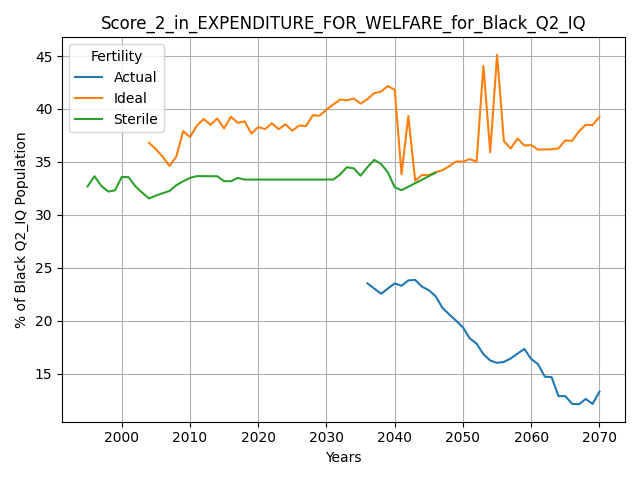 Score_2_in_EXPENDITURE_FOR_WELFARE_for_Black_Q2_IQ
Fertility
Actual
Ideal
Sterile
% of Black Q2_IQ Population
45
40
35
30
25
20
15
2000
2010
2020
2030
2040
2050
2060
2070
Years